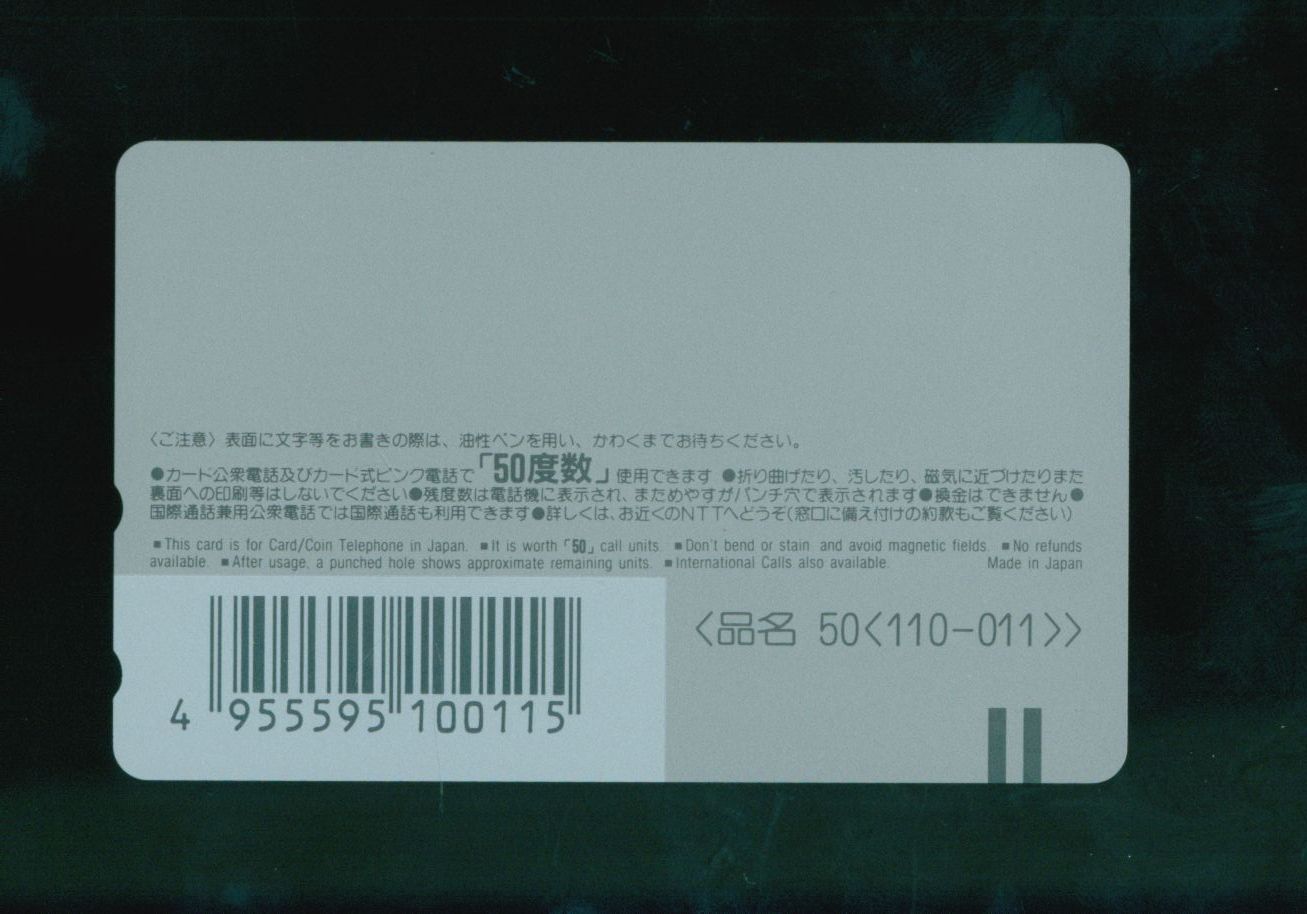 〈ご注意〉表面に文字等をお書きの際は、油性ペンを用い、かわくまでお待ちください。
●カード公衆電話及びカード式ピンク電話で「50度数」使用できます ●折り曲げたり、汚したり、磁気に近づけたりまた
裏面への印刷等はしないでください●残度数は電話機に表示され、まためやすがパンチ穴で表示されます●換金はできません●
国際通話兼用公衆電話では国際通話も利用できます●詳しくは、お近くのNTTへどうぞ(窓口に備え付けの約款もご覧ください)
■This card is for Card/Coin Telephone in Japan. ■It is worth「50」call units. ■Don't bend or stain and avoid magnetic fields. ■No refunds
available. ■After usage, a punched hole shows approximate remaining units. ■International Calls also available. Made in Japan
〈品名 50〈110-011〉〉
4 955595 100115